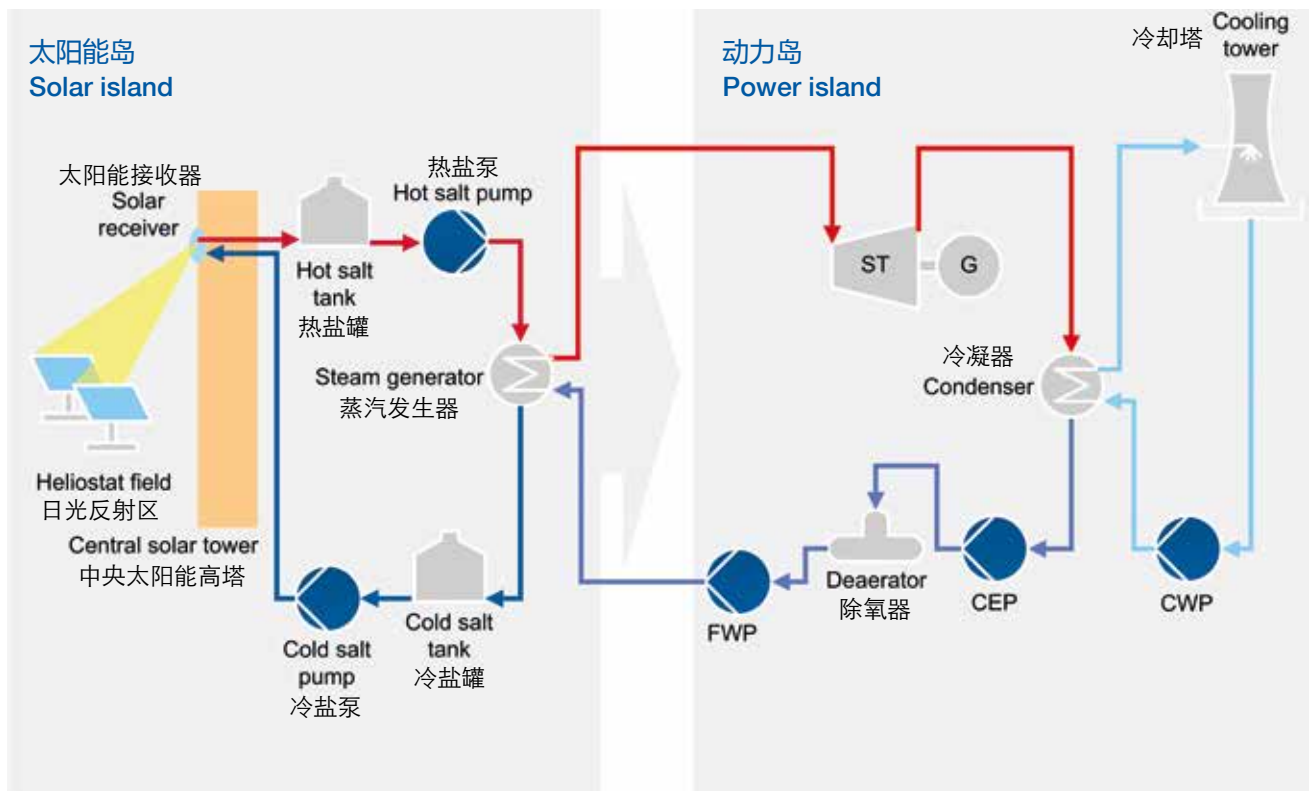 太阳能岛
Solar island
太阳能接收器
Solar
receiver
热盐泵
Hot salt pump
Hot salt
tank
热盐罐
Steam generator
蒸汽发生器
Heliostat field
日光反射区
Central solar tower
中央太阳能高塔
Cold salt
pump
冷盐泵
Cold salt
tank
冷盐罐
动力岛
Power island
冷却塔
Cooling
tower
ST
G
冷凝器
Condenser
FWP
Deaerator
除氧器
CEP
CWP